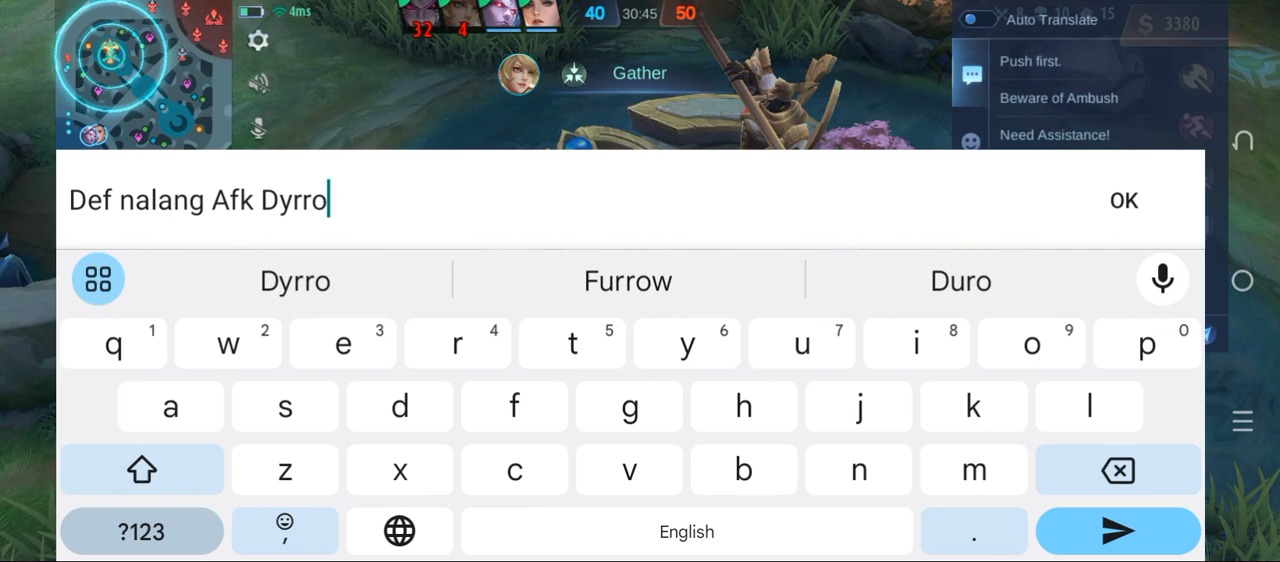 4ms
32
4
40
30:45
50
Auto Translate
3380
Push first.
Gather
Beware of Ambush
Need Assistance!
Def nalang Afk Dyrro
OK
Dyrro
Furrow
Duro
q 1 w 2 e 3 r 4 t 5 y 6 u 7 i 8 o 9 p 0
a s d f g h j k l
z x c v b n m
?123 , English .